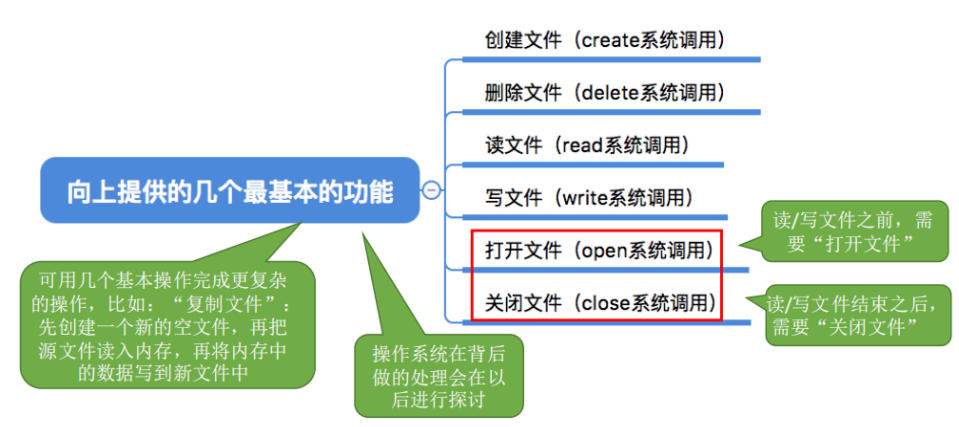 创建文件（create系统调用）
删除文件（delete系统调用）
读文件（read系统调用）
向上提供的几个最基本的功能
写文件（write系统调用）
读/写文件之前，需
要“打开文件”
打开文件（open系统调用）
关闭文件（close系统调用）
读/写文件结束之后，
需要“关闭文件”
可用几个基本操作完成更复杂
的操作，比如：“复制文件”：
先创建一个新的空文件，再把
源文件读入内存，再将内存中
的数据写到新文件中
操作系统在背后
做的处理会在以
后进行探讨